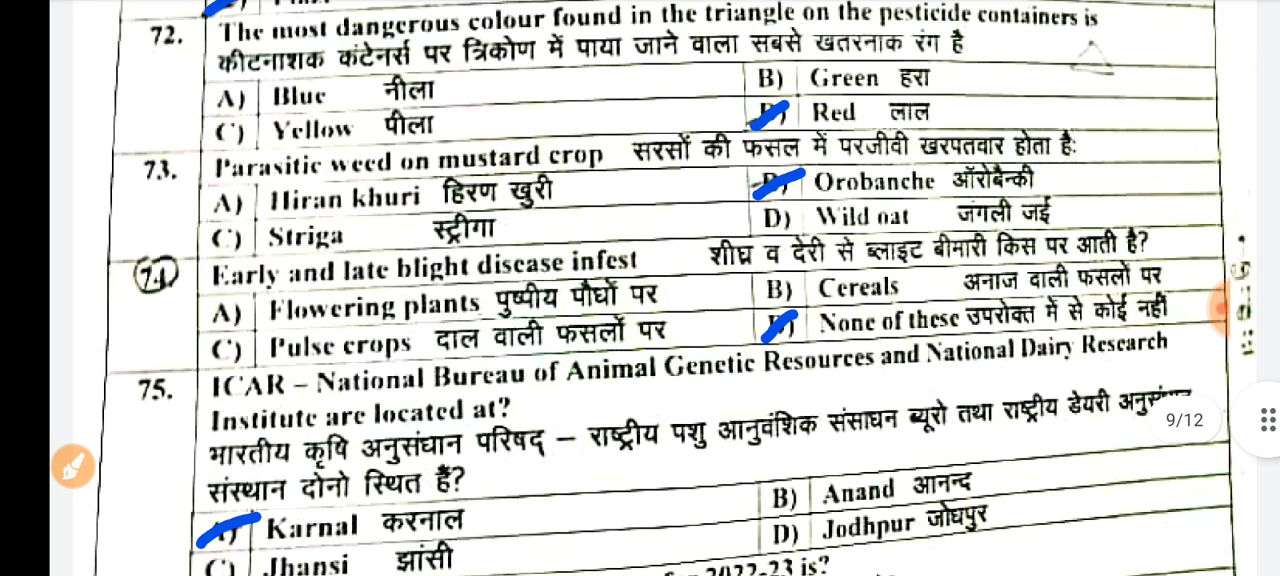 72. The most dangerous colour found in the triangle on the pesticide containers is
कीटनाशक कंटेनर्स पर त्रिकोण में पाया जाने वाला सबसे खतरनाक रंग है
A) Blue नीला B) Green हरा
C) Yellow पीला Red लाल
73. Parasitic weed on mustard crop सरसों की फसल में परजीवी खरपतवार होता है:
A) Hiran khuri हिरण खुरी Orobanche ऑरोबैन्की
C) Striga स्ट्रीगा D) Wild oat जंगली जई
74. Early and late blight disease infest शीघ्र व देरी से ब्लाइट बीमारी किस पर आती है?
A) Flowering plants पुष्पीय पौधों पर B) Cereals अनाज वाली फसलों पर
C) Pulse crops दाल वाली फसलों पर None of these उपरोक्त में से कोई नहीं
75. ICAR – National Bureau of Animal Genetic Resources and National Dairy Research
Institute are located at?
भारतीय कृषि अनुसंधान परिषद् – राष्ट्रीय पशु आनुवंशिक संसाधन ब्यूरो तथा राष्ट्रीय डेयरी
संस्थान दोनो स्थित हैं?
9/12
Karnal करनाल B) Anand आनन्द
C) Jhansi झांसी D) Jodhpur जोधपुर
2022-23 is?